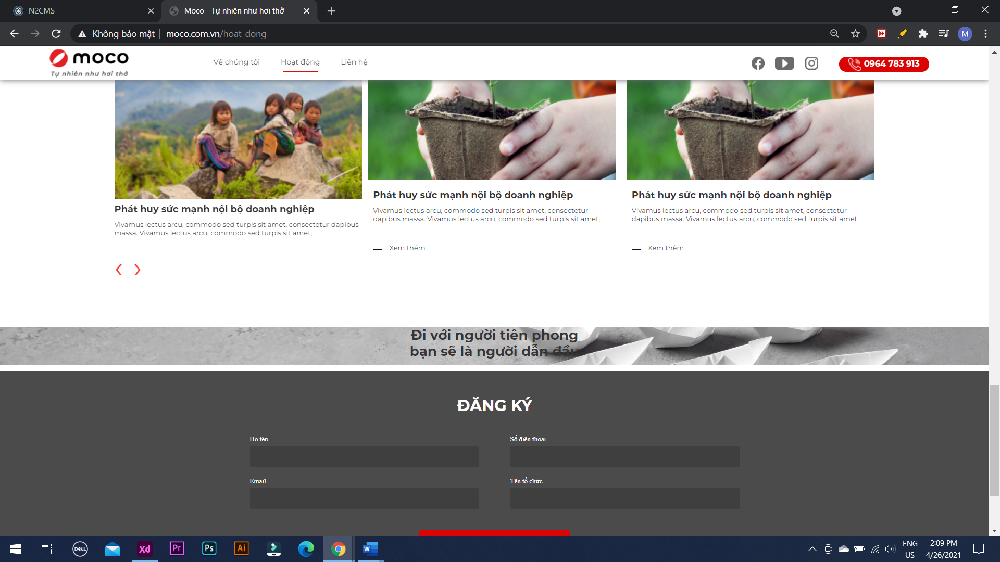 N2CMS
Moco - Tự nhiên như hơi thở
Không bảo mật
moco.com.vn/hoat-dong
M
moco
Tự nhiên như hơi thở
Về chúng tôi
Hoạt động
Liên hệ
0964 783 913
Phát huy sức mạnh nội bộ doanh nghiệp
Vivamus lectus arcu, commodo sed turpis sit amet, consectetur dapibus
massa. Vivamus lectus arcu, commodo sed turpis sit amet,
Phát huy sức mạnh nội bộ doanh nghiệp
Vivamus lectus arcu, commodo sed turpis sit amet, consectetur
dapibus massa. Vivamus lectus arcu, commodo sed turpis sit amet,
Xem thêm
Phát huy sức mạnh nội bộ doanh nghiệp
Vivamus lectus arcu, commodo sed turpis sit amet, consectetur
dapibus massa. Vivamus lectus arcu, commodo sed turpis sit amet,
Xem thêm
Đi với người tiên phong
bạn sẽ là người dẫn đầu
ĐĂNG KÝ
Họ tên
Số điện thoại
Email
Tên tổ chức
DELL
Xd
Pr
Ps
Ai
W
ENG
US
2:09 PM
4/26/2021